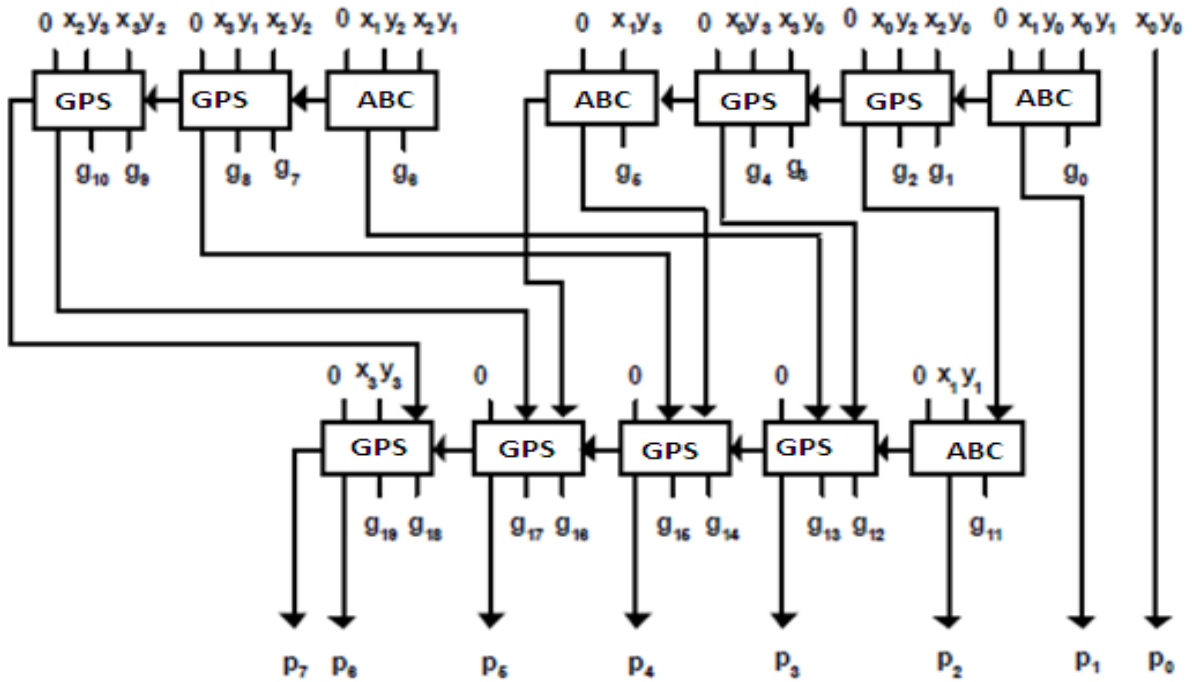 0 x₂y₃ x₃y₂ 0 x₃y₁ x₂y₂ 0 x₁y₂ x₂y₁ 0 x₁y₃ 0 x₀y₃ x₃y₀ 0 x₀y₂ x₂y₀ 0 x₁y₀ x₀y₁ x₀y₀
GPS GPS ABC ABC GPS GPS ABC
g₁₀ g₉ g₈ g₇ g₆ g₅ g₄ g₃ g₂ g₁ g₀
0 x₃y₃ 0 0 0 0 x₁y₁
GPS GPS GPS GPS ABC
g₁₉ g₁₈ g₁₇ g₁₆ g₁₅ g₁₄ g₁₃ g₁₂ g₁₁
p₇ p₆ p₅ p₄ p₃ p₂ p₁ p₀